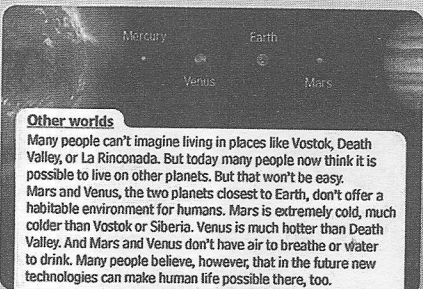 Mercury
Earth
Venus
Mars
Other worlds
Many people can't imagine living in places like Vostok, Death
Valley, or La Rinconada. But today many people now think it is
possible to live on other planets. But that won't be easy.
Mars and Venus, the two planets closest to Earth, don't offer a
habitable environment for humans. Mars is extremely cold, much
colder than Vostok or Siberia. Venus is much hotter than Death
Valley. And Mars and Venus don't have air to breathe or water
to drink. Many people believe, however, that in the future new
technologies can make human life possible there, too.